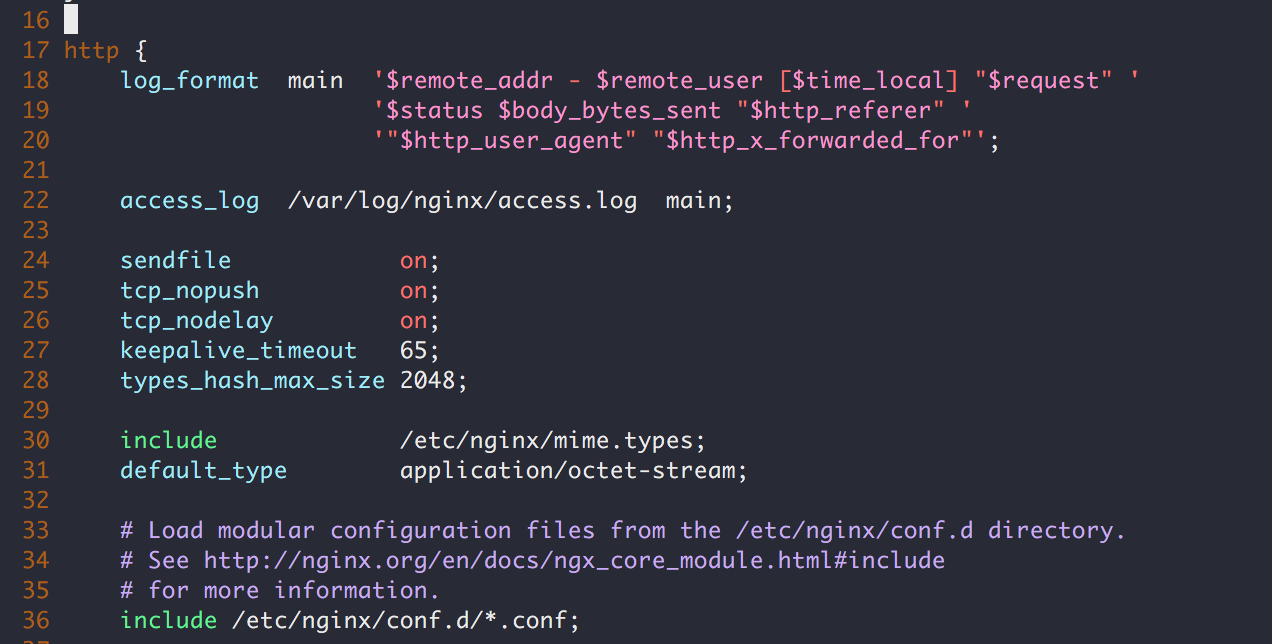 16
17 http {
18     log_format  main  '$remote_addr - $remote_user [$time_local] "$request" '
19                       '$status $body_bytes_sent "$http_referer" '
20                       '"$http_user_agent" "$http_x_forwarded_for"';
21
22     access_log  /var/log/nginx/access.log  main;
23
24     sendfile            on;
25     tcp_nopush          on;
26     tcp_nodelay         on;
27     keepalive_timeout   65;
28     types_hash_max_size 2048;
29
30     include             /etc/nginx/mime.types;
31     default_type        application/octet-stream;
32
33     # Load modular configuration files from the /etc/nginx/conf.d directory.
34     # See http://nginx.org/en/docs/ngx_core_module.html#include
35     # for more information.
36     include /etc/nginx/conf.d/*.conf;